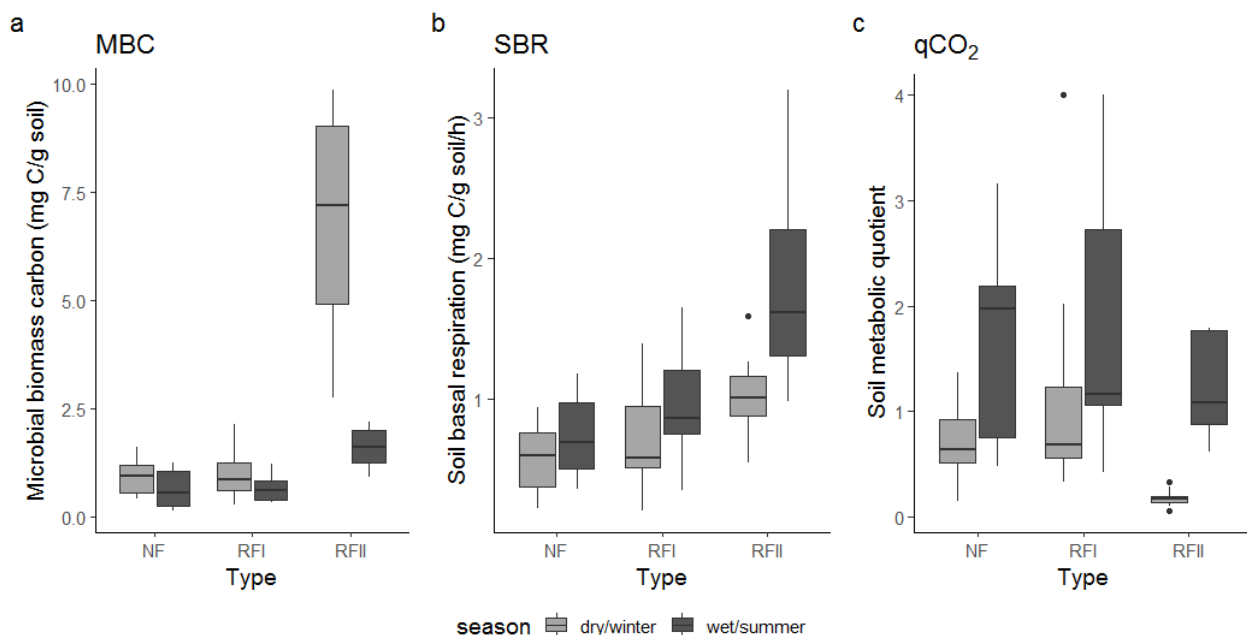 a
MBC
Microbial biomass carbon (mg C/g soil)
10.0
7.5
5.0
2.5
0.0
NF
RFI
RFII
Type
b
SBR
Soil basal respiration (mg C/g soil/h)
3
2
1
NF
RFI
RFII
Type
c
qCO₂
Soil metabolic quotient
4
3
2
1
0
NF
RFI
RFII
Type
season dry/winter wet/summer